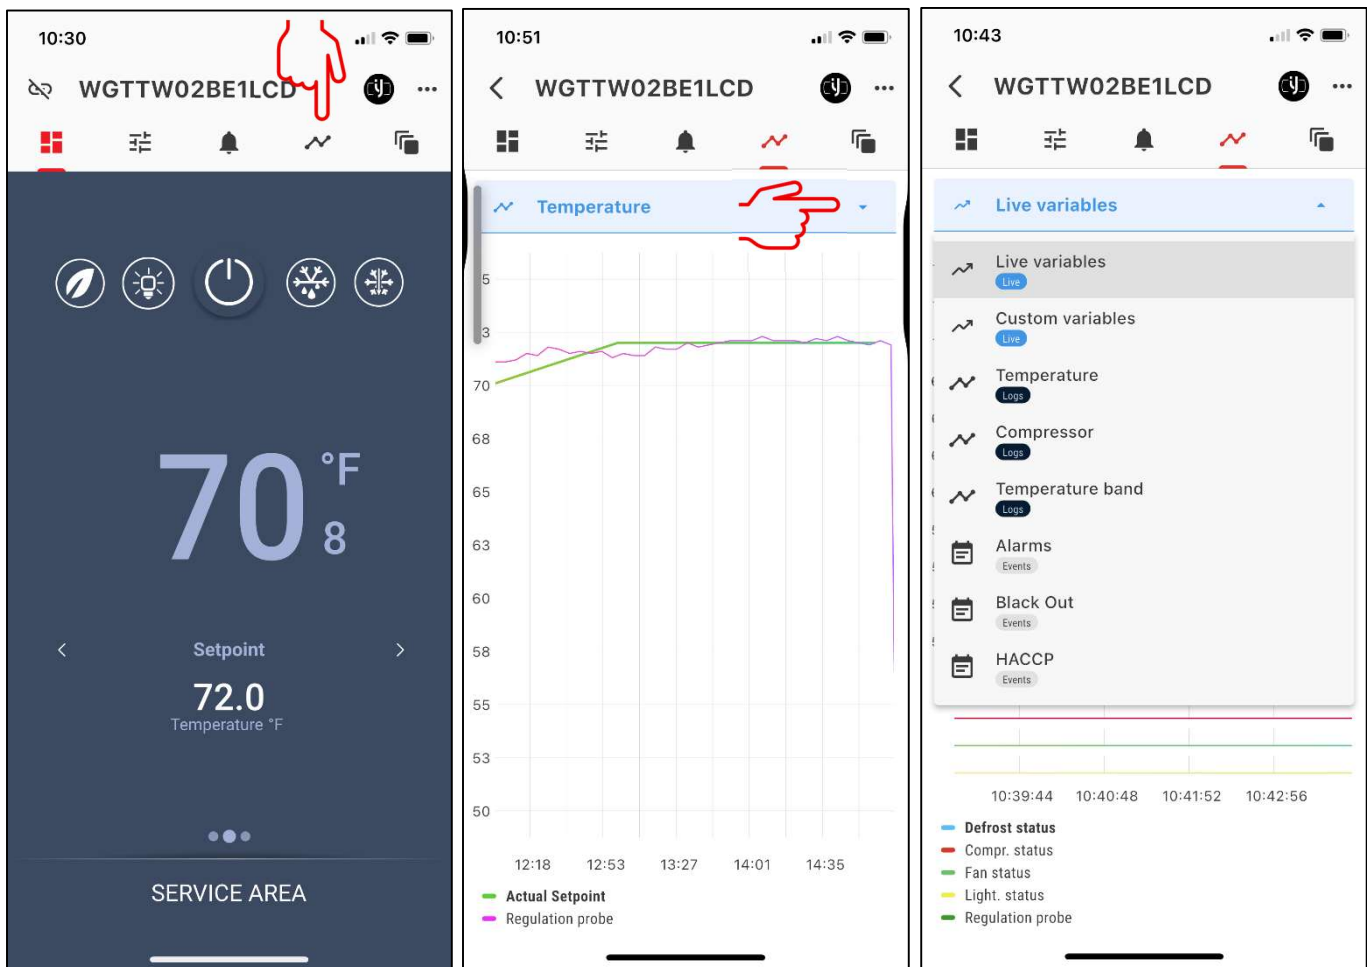 10:30
WGTTW02BE1LCD
70 °F
8
Setpoint
72.0
Temperature °F
SERVICE AREA
10:51
WGTTW02BE1LCD
Temperature
5
3
70
68
65
63
60
58
55
53
50
12:18 12:53 13:27 14:01 14:35
Actual Setpoint
Regulation probe
10:43
WGTTW02BE1LCD
Live variables
Live variables
Live
Custom variables
Live
Temperature
Logs
Compressor
Logs
Temperature band
Logs
Alarms
Events
Black Out
Events
HACCP
Events
10:39:44 10:40:48 10:41:52 10:42:56
Defrost status
Compr. status
Fan status
Light. status
Regulation probe